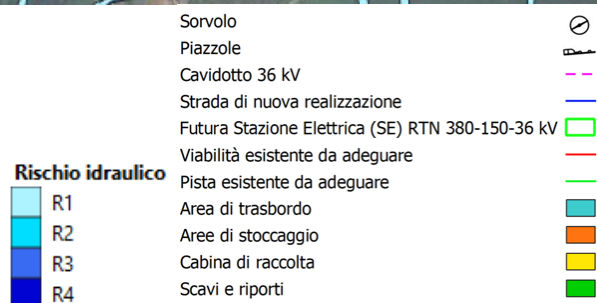 Sorvolo
Piazzole
Cavidotto 36 kV
Strada di nuova realizzazione
Futura Stazione Elettrica (SE) RTN 380-150-36 kV
Viabilità esistente da adeguare
Pista esistente da adeguare
Area di trasbordo
Aree di stoccaggio
Cabina di raccolta
Scavi e riporti
Rischio idraulico
R1
R2
R3
R4